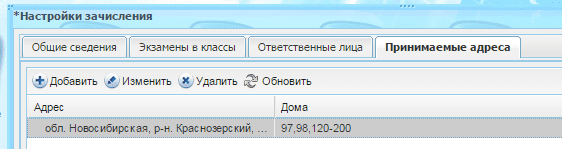 *Настройки зачисления
Общие сведения Экзамены в классы Ответственные лица Принимаемые адреса
Добавить Изменить Удалить Обновить
Адрес Дома
обл. Новосибирская, р-н. Краснозерский, ... 97,98,120-200